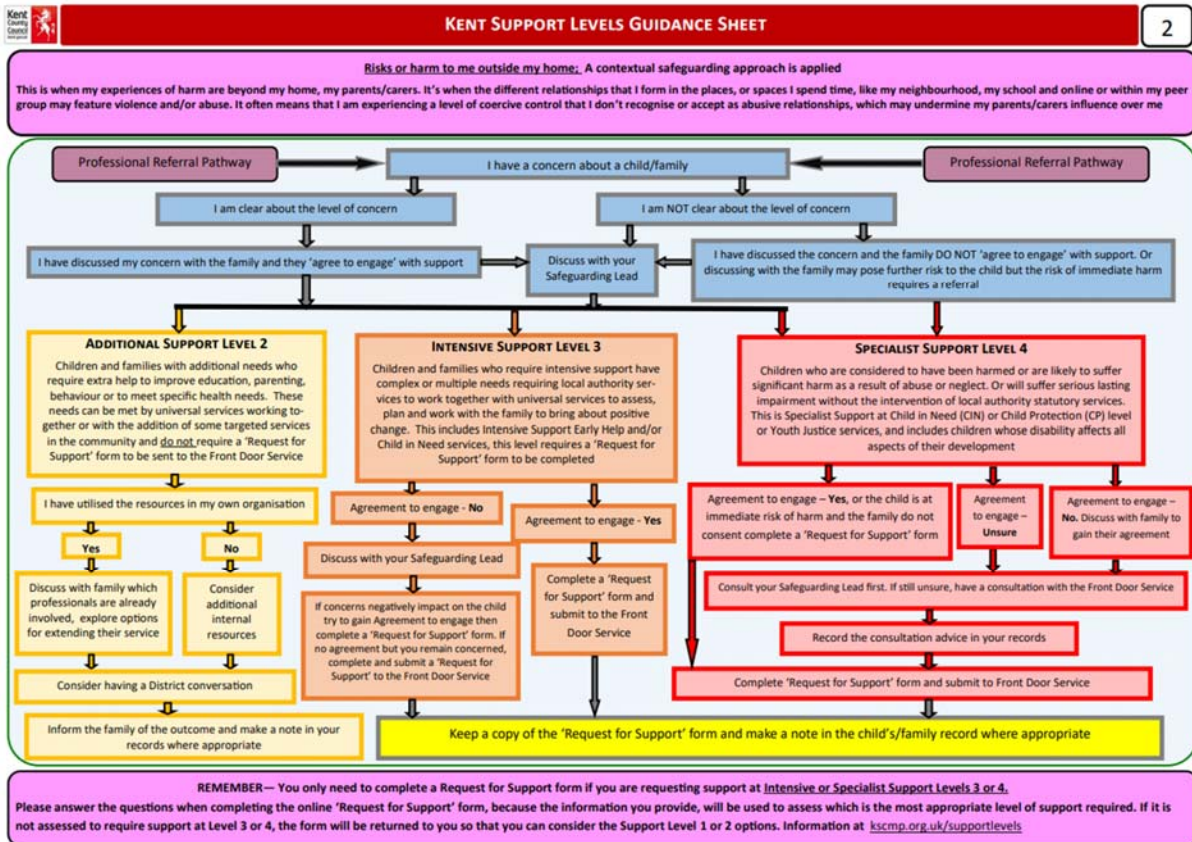 Kent
County
Council
kent.gov.uk
KENT SUPPORT LEVELS GUIDANCE SHEET
2
Risks or harm to me outside my home: A contextual safeguarding approach is applied
This is when my experiences of harm are beyond my home, my parents/carers. It's when the different relationships that I form in the places, or spaces I spend time, like my neighbourhood, my school and online or within my peer
group may feature violence and/or abuse. It often means that I am experiencing a level of coercive control that I don't recognise or accept as abusive relationships, which may undermine my parents/carers influence over me
Professional Referral Pathway
I have a concern about a child/family
Professional Referral Pathway
I am clear about the level of concern
I am NOT clear about the level of concern
I have discussed my concern with the family and they 'agree to engage' with support
Discuss with your
Safeguarding Lead
I have discussed the concern and the family DO NOT 'agree to engage' with support. Or
discussing with the family may pose further risk to the child but the risk of immediate harm
requires a referral
ADDITIONAL SUPPORT LEVEL 2
Children and families with additional needs who
require extra help to improve education, parenting,
behaviour or to meet specific health needs. These
needs can be met by universal services working to-
gether or with the addition of some targeted services
in the community and do not require a 'Request for
Support' form to be sent to the Front Door Service
I have utilised the resources in my own organisation
Yes
No
Discuss with family which
professionals are already
involved, explore options
for extending their service
Consider
additional
internal
resources
Consider having a District conversation
Inform the family of the outcome and make a note in your
records where appropriate
INTENSIVE SUPPORT LEVEL 3
Children and families who require intensive support have
complex or multiple needs requiring local authority ser-
vices to work together with universal services to assess,
plan and work with the family to bring about positive
change. This includes Intensive Support Early Help and/or
Child in Need services, this level requires a 'Request for
Support' form to be completed
Agreement to engage - No
Agreement to engage - Yes
Discuss with your Safeguarding Lead
If concerns negatively impact on the child
try to gain Agreement to engage then
complete a 'Request for Support' form. If
no agreement but you remain concerned,
complete and submit a 'Request for
Support' to the Front Door Service
Complete a 'Request
for Support' form and
submit to the Front
Door Service
SPECIALIST SUPPORT LEVEL 4
Children who are considered to have been harmed or are likely to suffer
significant harm as a result of abuse or neglect. Or will suffer serious lasting
impairment without the intervention of local authority statutory services.
This is Specialist Support at Child in Need (CIN) or Child Protection (CP) level
or Youth Justice services, and includes children whose disability affects all
aspects of their development
Agreement to engage – Yes, or the child is at
immediate risk of harm and the family do not
consent complete a 'Request for Support' form
Agreement
to engage –
Unsure
Agreement to engage –
No. Discuss with family to
gain their agreement
Consult your Safeguarding Lead first. If still unsure, have a consultation with the Front Door Service
Record the consultation advice in your records
Complete 'Request for Support' form and submit to Front Door Service
Keep a copy of the 'Request for Support' form and make a note in the child's/family record where appropriate
REMEMBER— You only need to complete a Request for Support form if you are requesting support at Intensive or Specialist Support Levels 3 or 4.
Please answer the questions when completing the online 'Request for Support' form, because the information you provide, will be used to assess which is the most appropriate level of support required. If it is
not assessed to require support at Level 3 or 4, the form will be returned to you so that you can consider the Support Level 1 or 2 options. Information at kscmp.org.uk/supportlevels